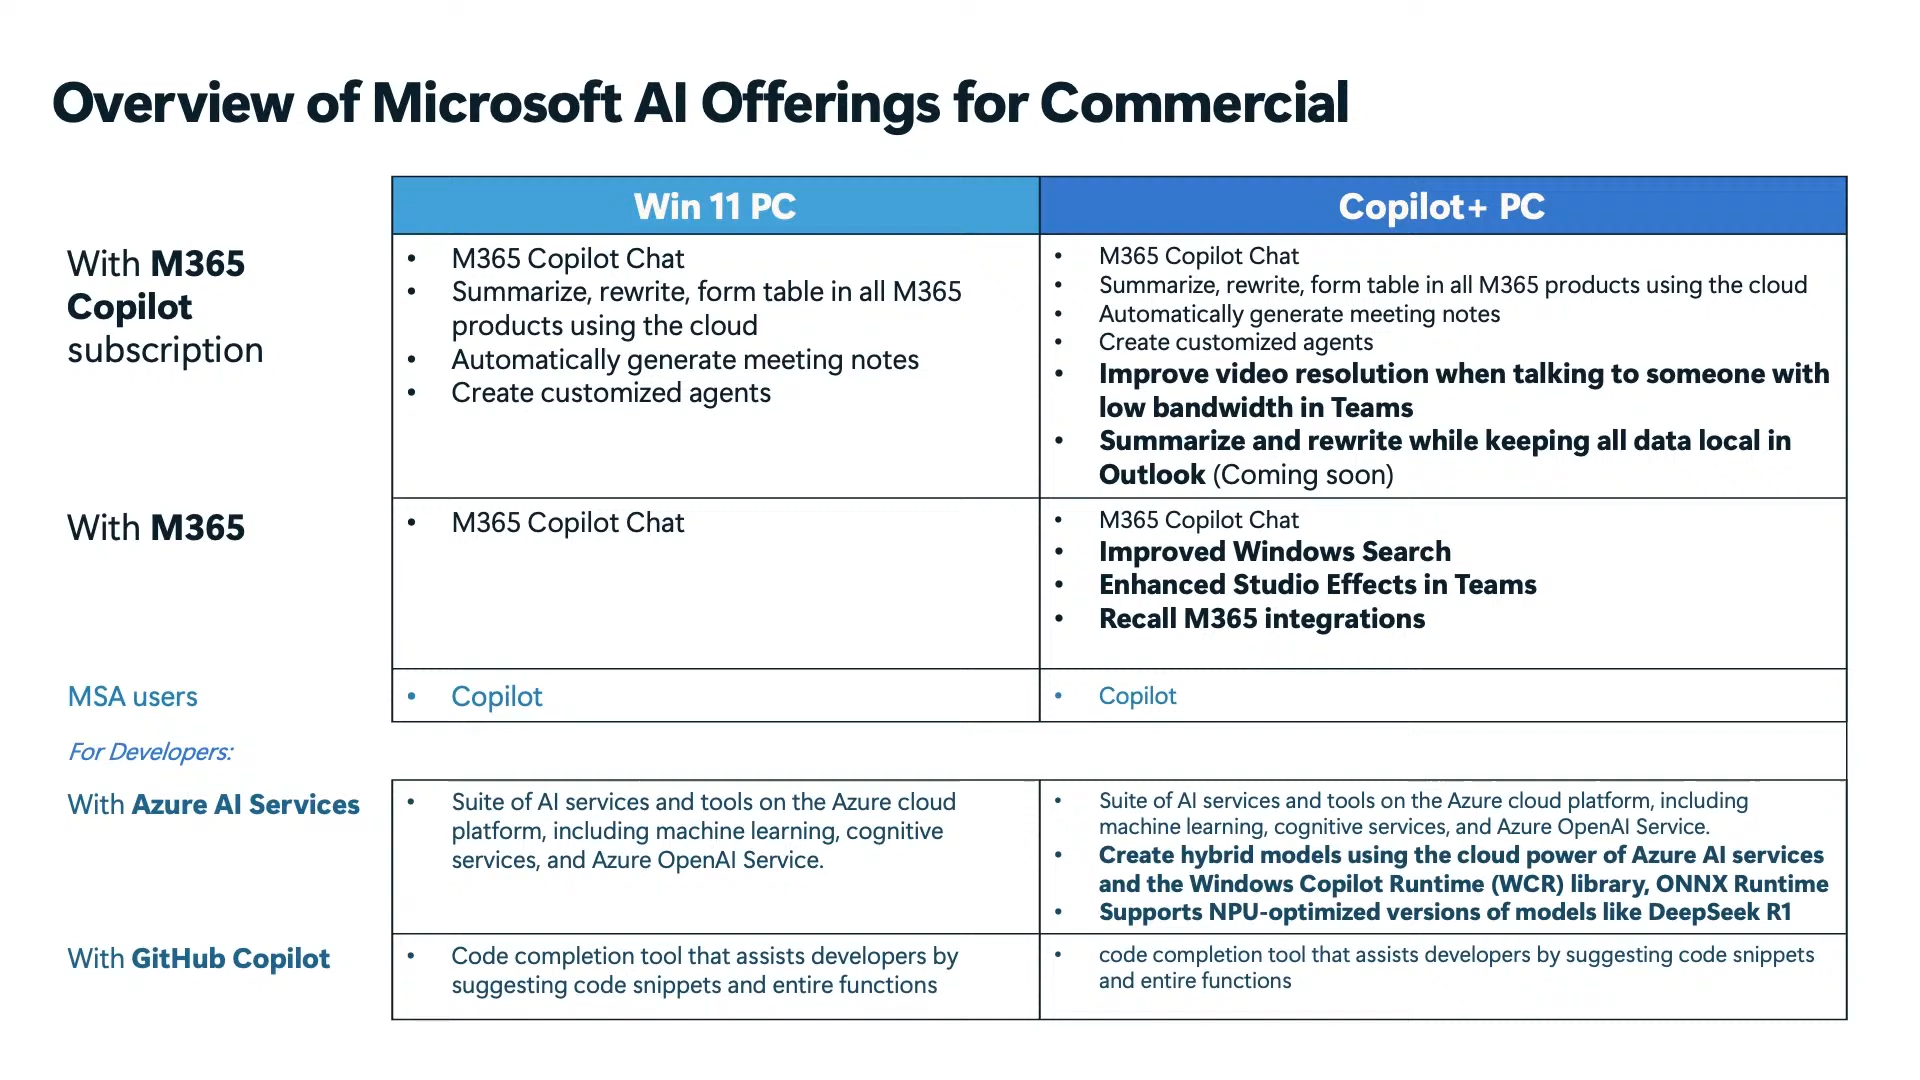 Overview of Microsoft AI Offerings for Commercial
Win 11 PC
Copilot+ PC
With M365
Copilot
subscription
• M365 Copilot Chat
• Summarize, rewrite, form table in all M365
products using the cloud
• Automatically generate meeting notes
• Create customized agents
• M365 Copilot Chat
• Summarize, rewrite, form table in all M365 products using the cloud
• Automatically generate meeting notes
• Create customized agents
• Improve video resolution when talking to someone with
low bandwidth in Teams
• Summarize and rewrite while keeping all data local in
Outlook (Coming soon)
With M365
• M365 Copilot Chat
• M365 Copilot Chat
• Improved Windows Search
• Enhanced Studio Effects in Teams
• Recall M365 integrations
MSA users
• Copilot
• Copilot
For Developers:
With Azure AI Services
• Suite of AI services and tools on the Azure cloud
platform, including machine learning, cognitive
services, and Azure OpenAI Service.
• Suite of AI services and tools on the Azure cloud platform, including
machine learning, cognitive services, and Azure OpenAI Service.
• Create hybrid models using the cloud power of Azure AI services
and the Windows Copilot Runtime (WCR) library, ONNX Runtime
• Supports NPU-optimized versions of models like DeepSeek R1
With GitHub Copilot
• Code completion tool that assists developers by
suggesting code snippets and entire functions
• code completion tool that assists developers by suggesting code snippets
and entire functions